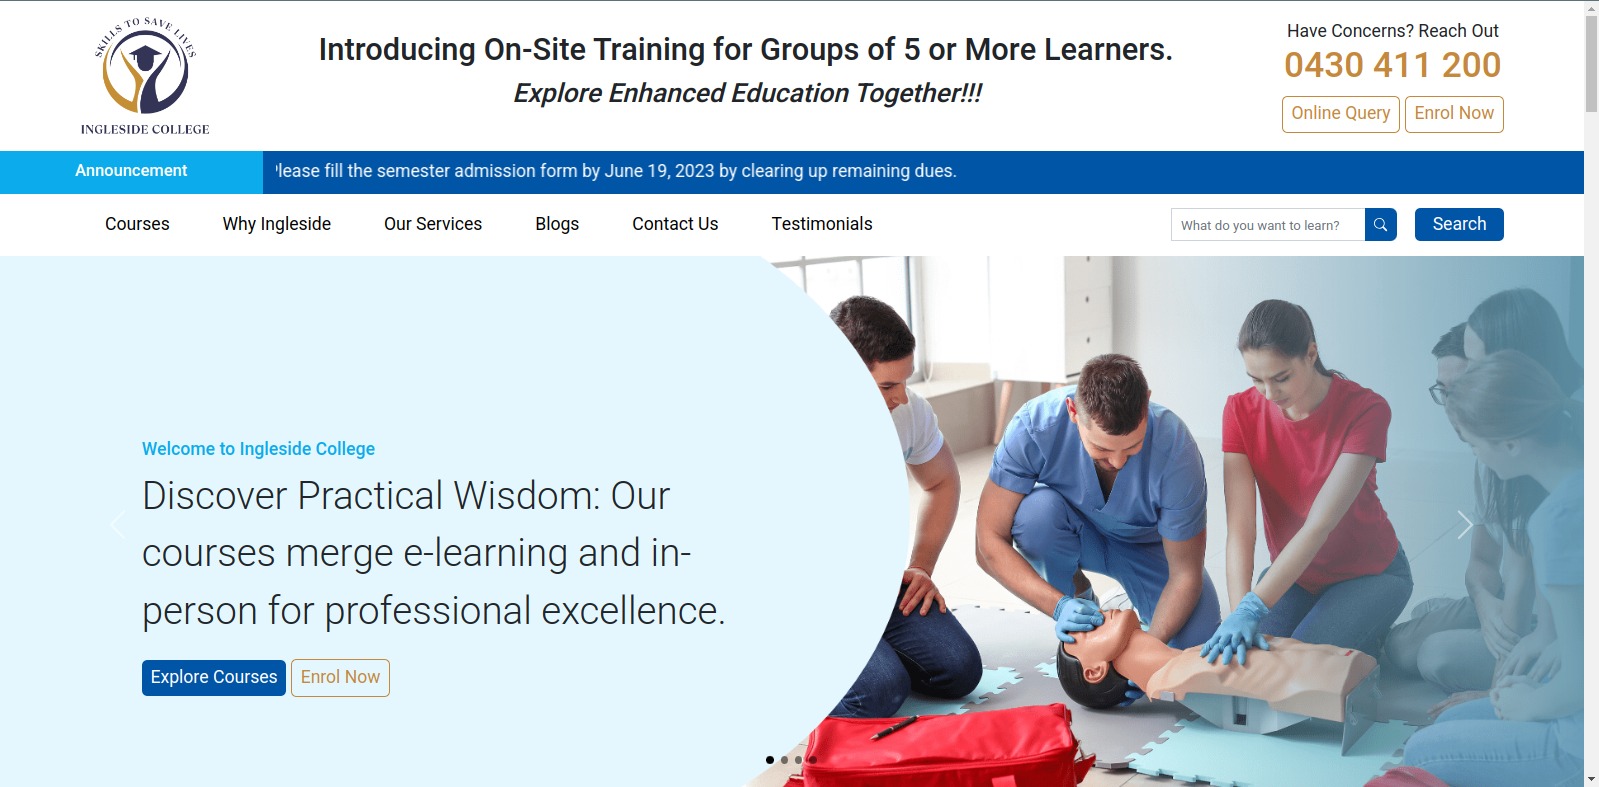 SKILLS TO SAVE LIVES
INGLESIDE COLLEGE
Introducing On-Site Training for Groups of 5 or More Learners.
Explore Enhanced Education Together!!!
Have Concerns? Reach Out
0430 411 200
Online Query Enrol Now
Announcement Please fill the semester admission form by June 19, 2023 by clearing up remaining dues.
Courses Why Ingleside Our Services Blogs Contact Us Testimonials What do you want to learn? Search
Welcome to Ingleside College
Discover Practical Wisdom: Our
courses merge e-learning and in-
person for professional excellence.
Explore Courses Enrol Now